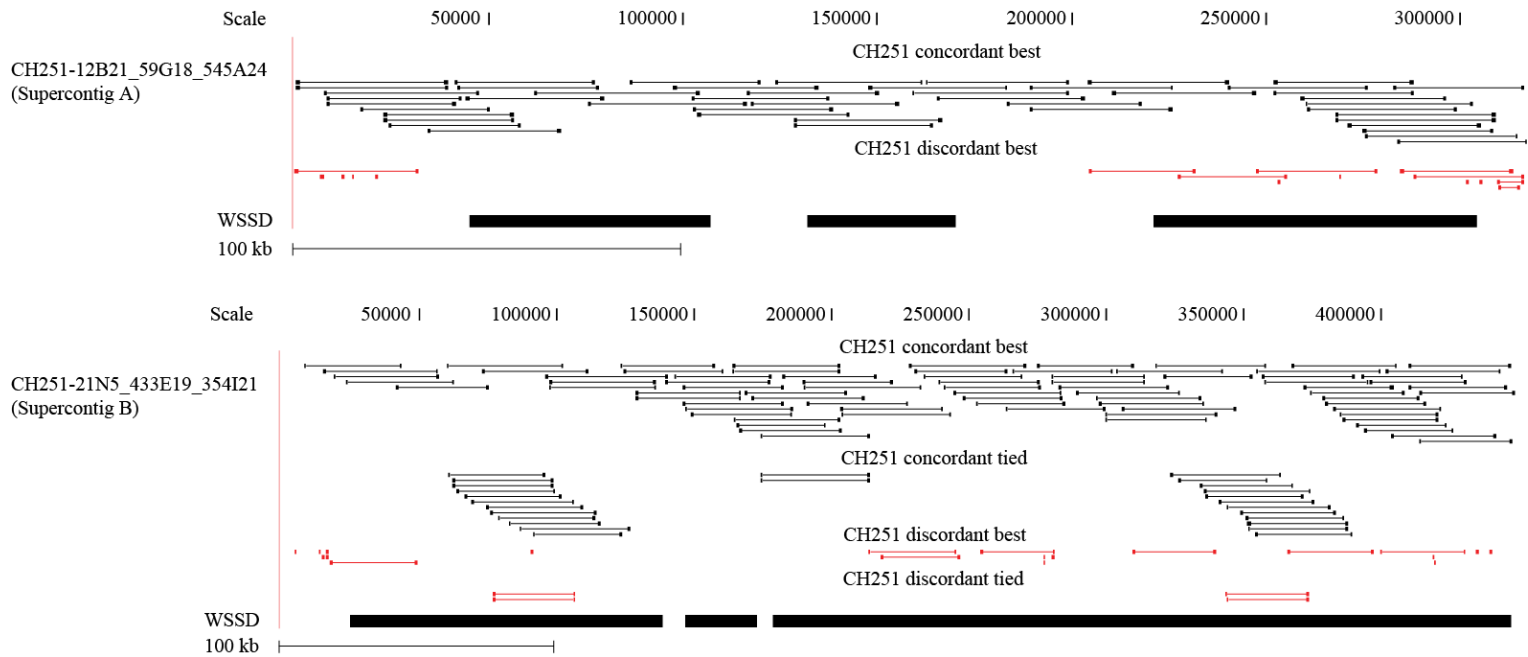 Scale 50000 100000 150000 200000 250000 300000
CH251 concordant best
CH251-12B21_59G18_545A24
(Supercontig A)
CH251 discordant best
WSSD
100 kb
Scale 50000 100000 150000 200000 250000 300000 350000 400000
CH251 concordant best
CH251-21N5_433E19_354I21
(Supercontig B)
CH251 concordant tied
CH251 discordant best
CH251 discordant tied
WSSD
100 kb